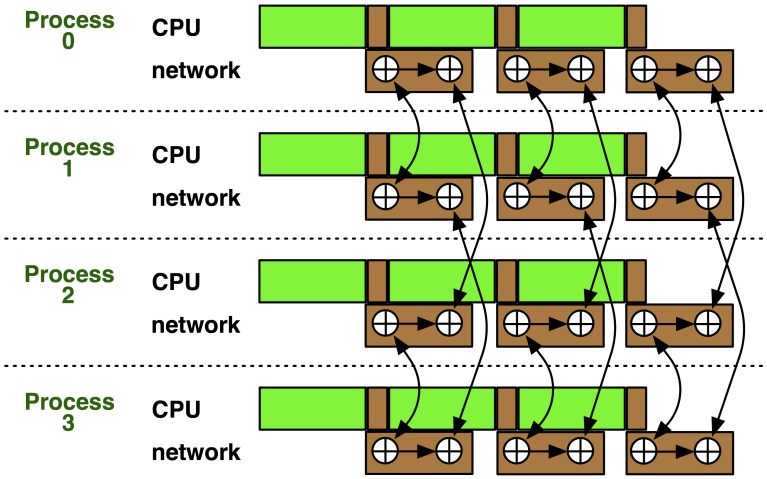 Process
0
CPU
network
Process
1
CPU
network
Process
2
CPU
network
Process
3
CPU
network